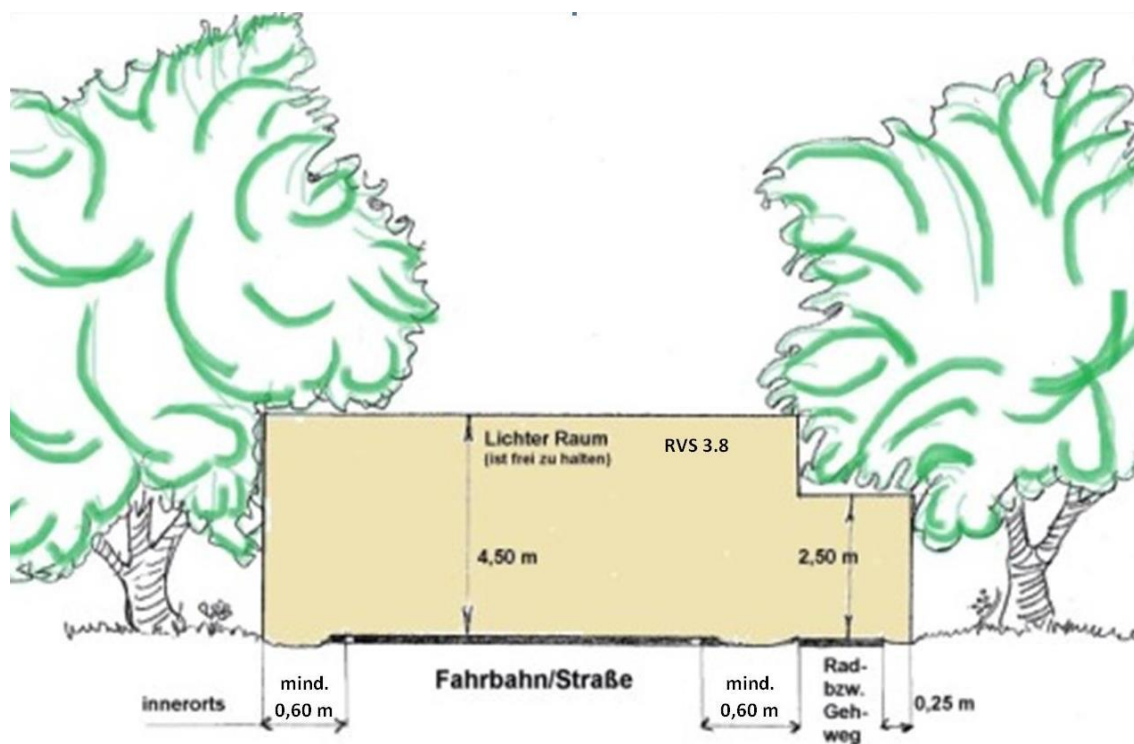 Lichter Raum
(ist frei zu halten)
RVS 3.8
4,50 m
2,50 m
innerorts
mind.
0,60 m
Fahrbahn/Straße
mind.
0,60 m
Rad-
bzw.
Geh-
weg
0,25 m